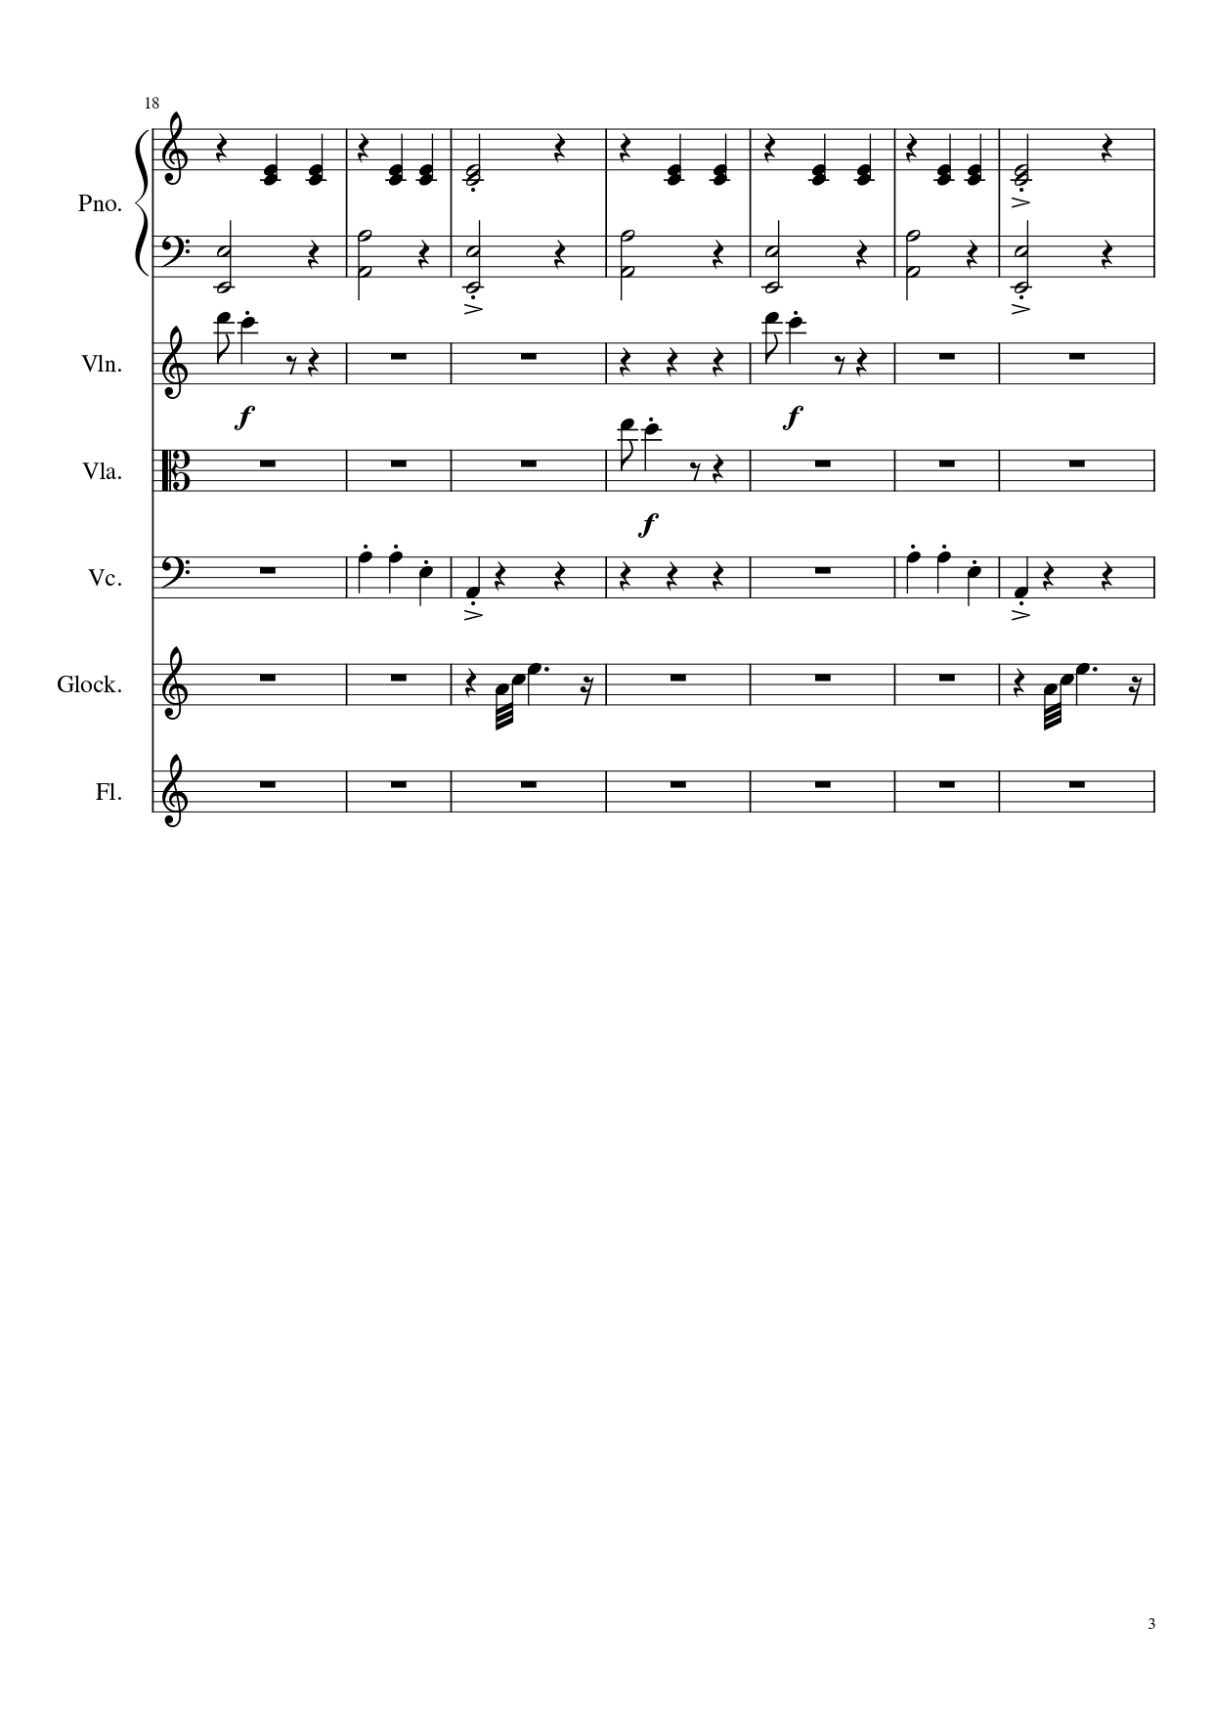 18
Pno.
Vln.
f
f
Vla.
f
Vc.
Glock.
Fl.
3